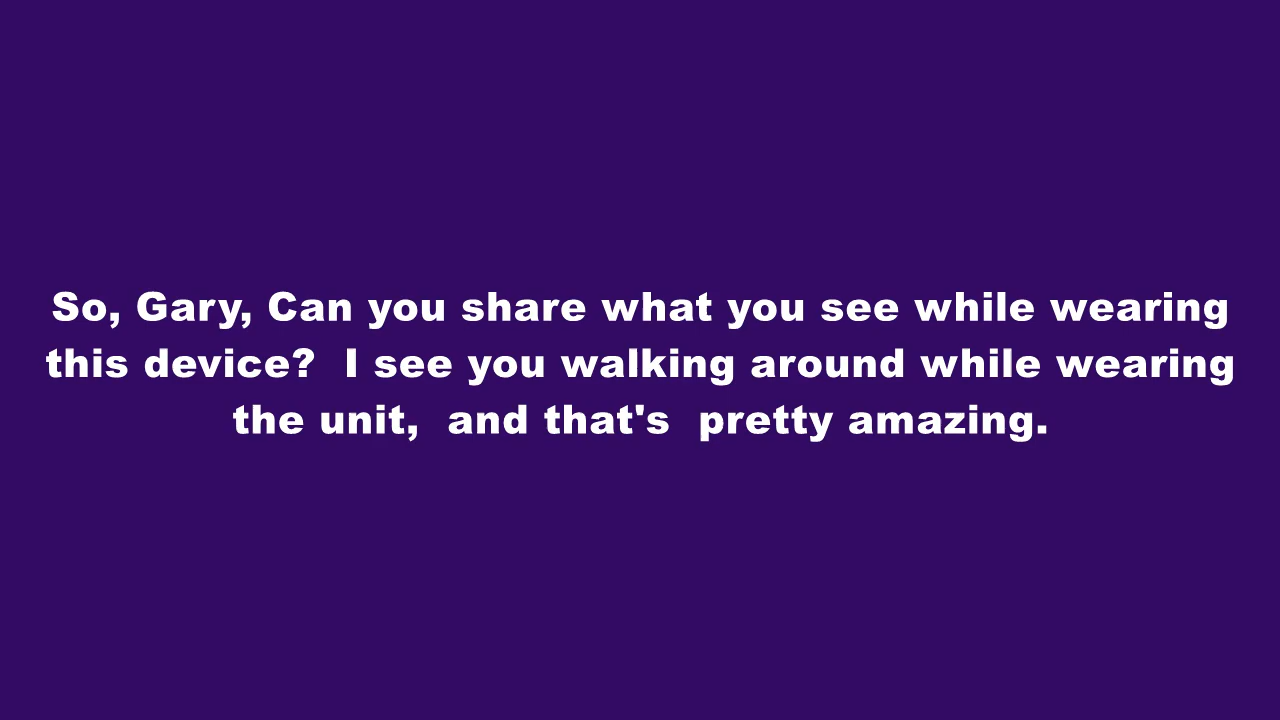 So, Gary, Can you share what you see while wearing
this device?  I see you walking around while wearing
the unit,  and that's  pretty amazing.